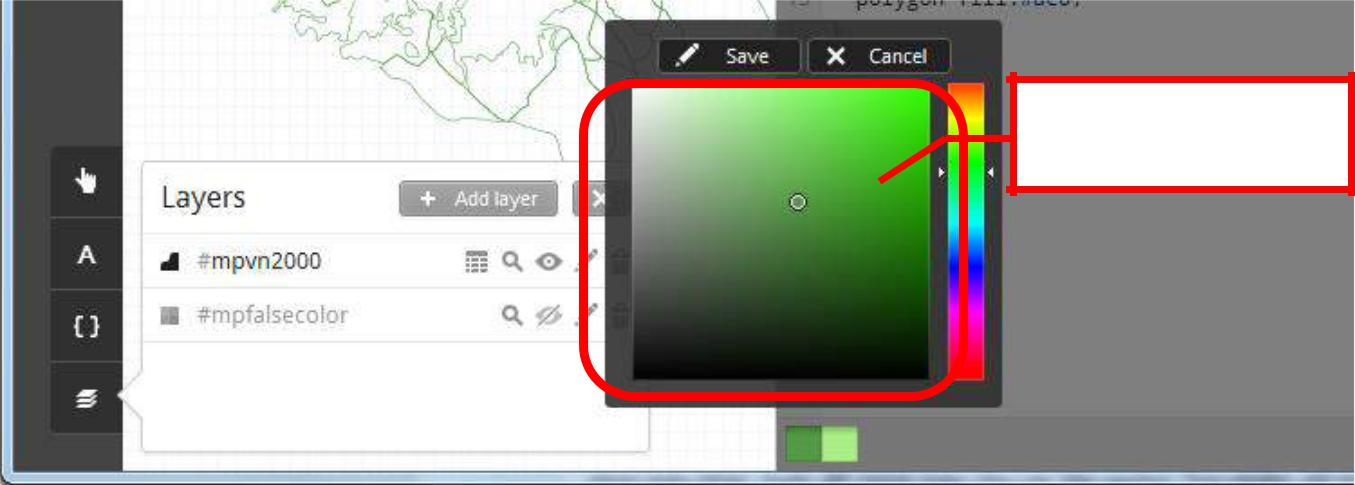 Save
Cancel
Layers
+ Add layer
#mpvn2000
A
#mpfalsecolor
{ }